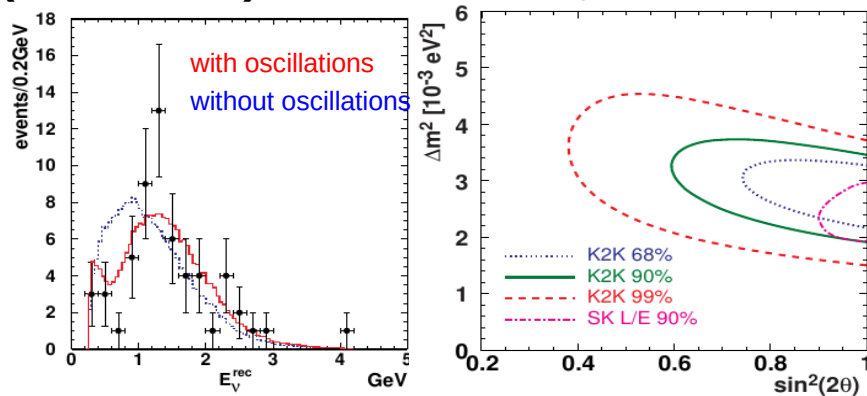 events/0.2GeV
18
16
14
12
10
8
6
4
2
0
with oscillations
without oscillations
0 1 2 3 4 5
E_ν^rec GeV
Δm² [10⁻³ eV²]
6
5
4
3
2
1
0
K2K 68%
K2K 90%
K2K 99%
SK L/E 90%
0.2 0.4 0.6 0.8 1
sin²(2θ)